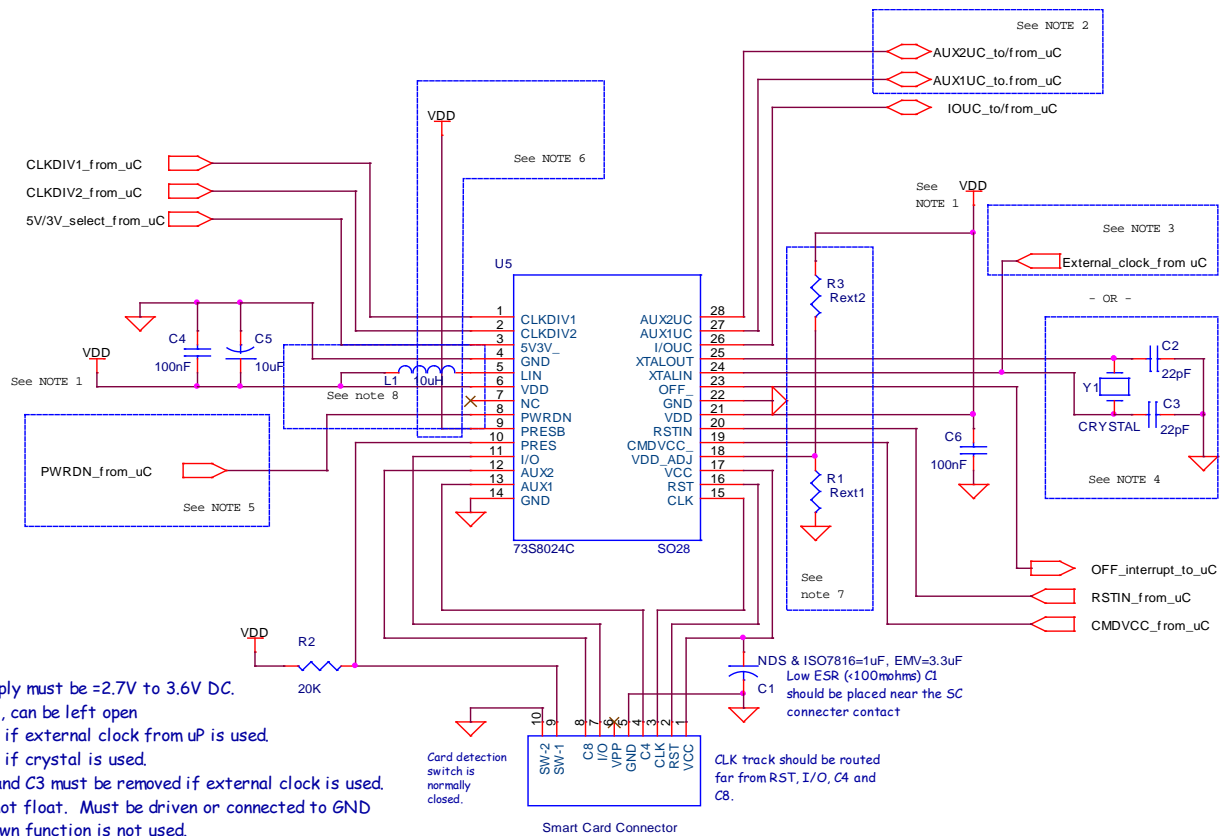 See NOTE 2
AUX2UC_to/from_uC
AUX1UC_to.from_uC
IOUC_to/from_uC
VDD
See NOTE 6
CLKDIV1_from_uC
CLKDIV2_from_uC
5V/3V_select_from_uC
See
NOTE 1
VDD
See NOTE 3
External_clock_from uC
- OR -
U5
R3
Rext2
1
2
3
4
5
6
7
8
9
10
11
12
13
14
CLKDIV1
CLKDIV2
5V3V_
GND
LIN
VDD
NC
PWRDN
PRESB
PRES
I/O
AUX2
AUX1
GND
AUX2UC
AUX1UC
I/OUC
XTALOUT
XTALIN
OFF_
GND
VDD
RSTIN
CMDVCC_
VDD_ADJ
VCC
RST
CLK
28
27
26
25
24
23
22
21
20
19
18
17
16
15
73S8024C
SO28
C4
100nF
C5
10uF
VDD
See NOTE 1
L1
10uH
See note 8
PWRDN_from_uC
See NOTE 5
C2
22pF
Y1
CRYSTAL
C3
22pF
See NOTE 4
C6
100nF
R1
Rext1
See
note 7
OFF_interrupt_to_uC
RSTIN_from_uC
CMDVCC_from_uC
VDD
R2
20K
NDS & ISO7816=1uF, EMV=3.3uF
Low ESR (<100mohms) C1
should be placed near the SC
connecter contact
C1
ply must be =2.7V to 3.6V DC.
, can be left open
if external clock from uP is used.
if crystal is used.
and C3 must be removed if external clock is used.
not float. Must be driven or connected to GND
wn function is not used.
Card detection
switch is
normally
closed.
10
9
8
7
6
5
4
3
2
1
SW-2
SW-1
C8
I/O
VPP
GND
C4
CLK
RST
VCC
CLK track should be routed
far from RST, I/O, C4 and
C8.
Smart Card Connector